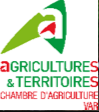 aGRICULTURES
& TERRITOIRES
CHAMBRE D'AGRICULTURE
VAR